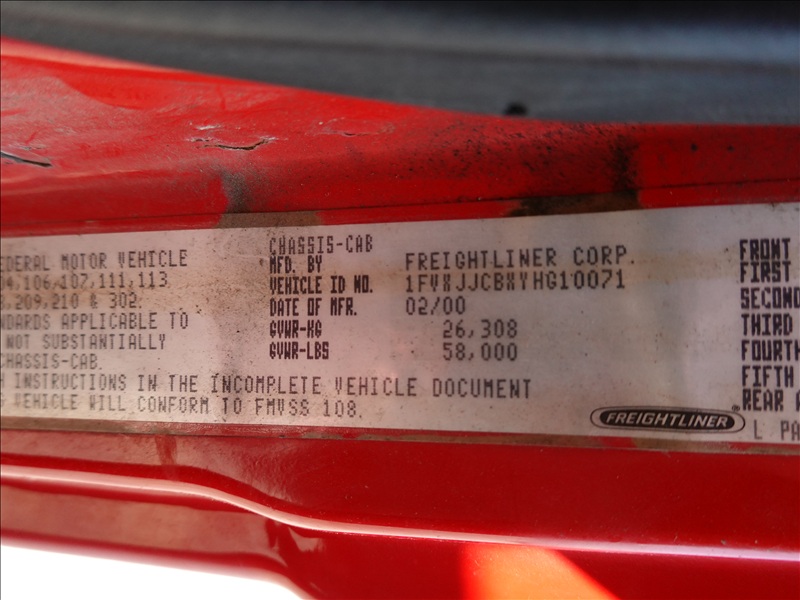 CHASSIS-CAB
EDERAL MOTOR VEHICLE MFD. BY FREIGHTLINER CORP. FRONT
04,106,107,111,113 VEHICLE ID NO. 1FVXJJCBXYHG10071 FIRST
,209,210 & 302. DATE OF MFR. 02/00 SECOND
NDARDS APPLICABLE TO GVWR-KG 26,308 THIRD
NOT SUBSTANTIALLY GVWR-LBS 58,000 FOURTH
CHASSIS-CAB. FIFTH
H INSTRUCTIONS IN THE INCOMPLETE VEHICLE DOCUMENT REAR A
G VEHICLE WILL CONFORM TO FMVSS 108.
FREIGHTLINER® L PA